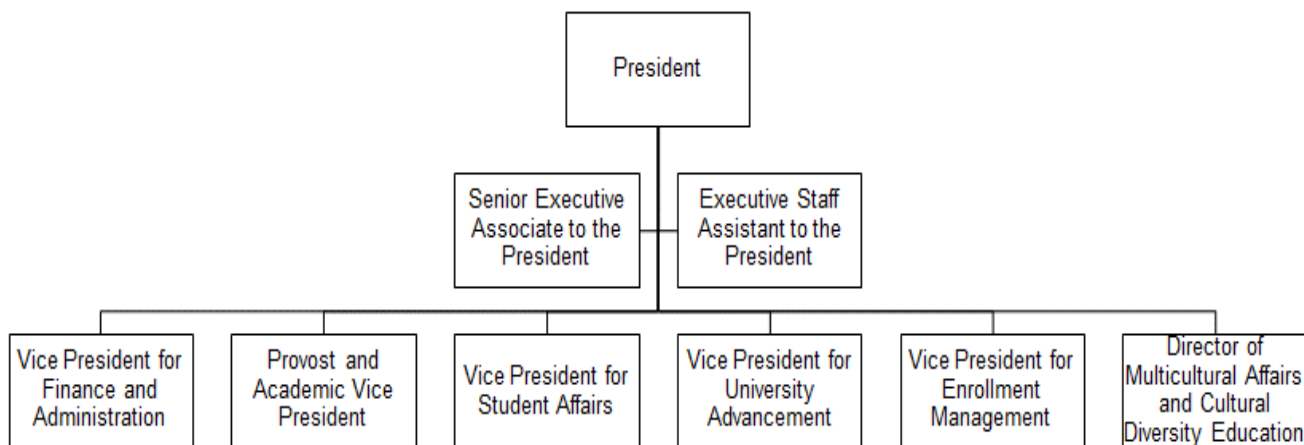 President
Senior Executive
Associate to the
President
Executive Staff
Assistant to the
President
Vice President for
Finance and
Administration
Provost and
Academic Vice
President
Vice President for
Student Affairs
Vice President for
University
Advancement
Vice President for
Enrollment
Management
Director of
Multicultural Affairs
and Cultural
Diversity Education